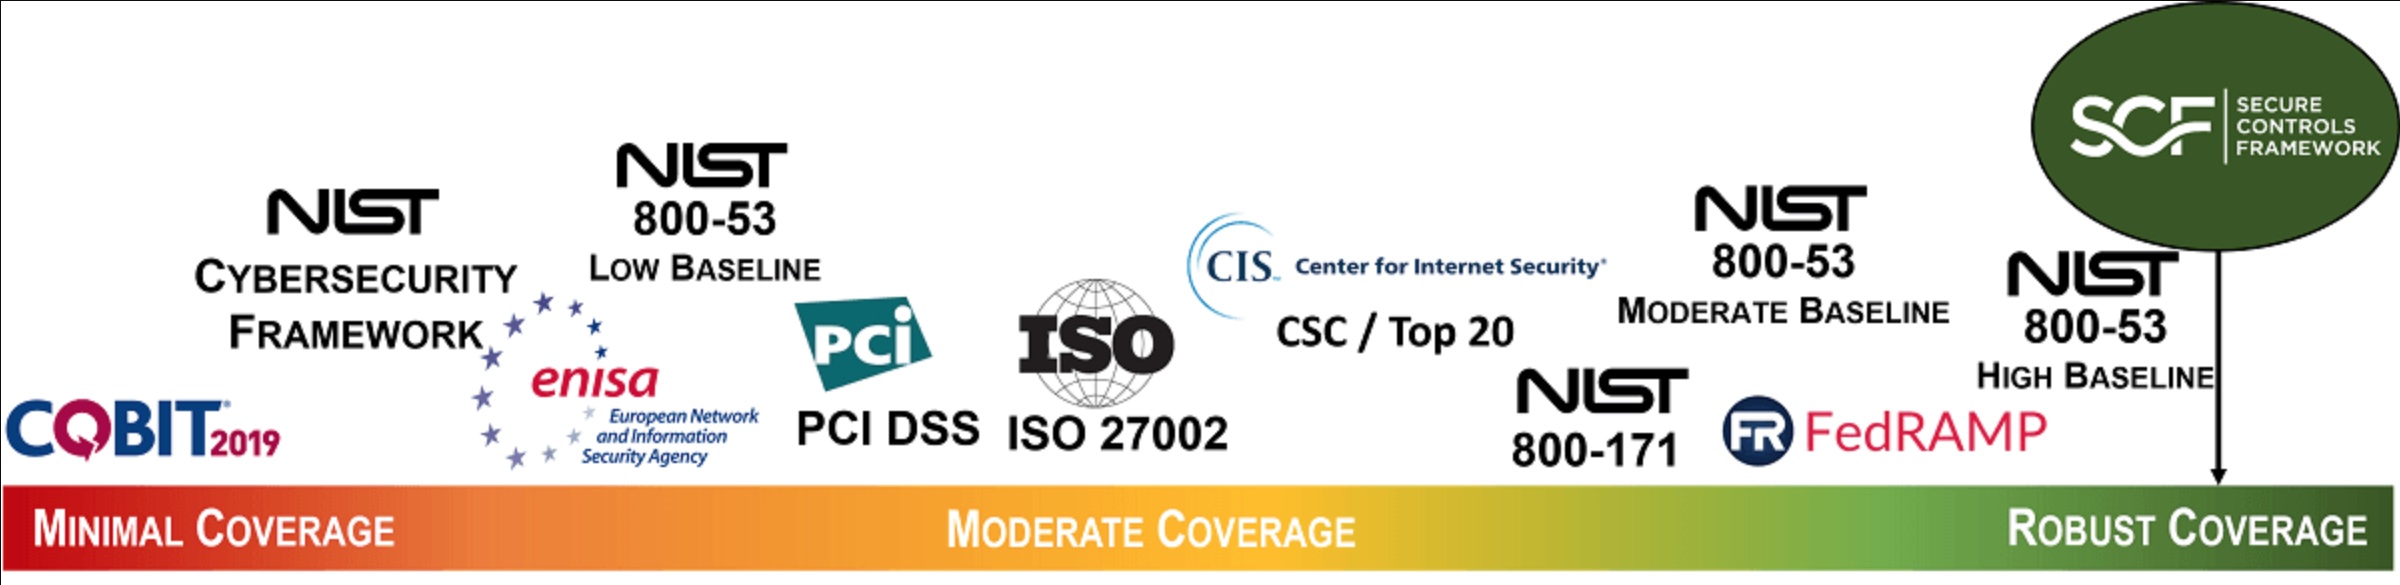 COBIT 2019
NIST
CYBERSECURITY
FRAMEWORK
enisa
European Network
and Information
Security Agency
NIST
800-53
LOW BASELINE
PCi
PCI DSS
ISO
ISO 27002
CIS™ Center for Internet Security®
CSC / Top 20
NIST
800-171
NIST
800-53
MODERATE BASELINE
FR FedRAMP
NIST
800-53
HIGH BASELINE
SCF
SECURE
CONTROLS
FRAMEWORK
MINIMAL COVERAGE
MODERATE COVERAGE
ROBUST COVERAGE